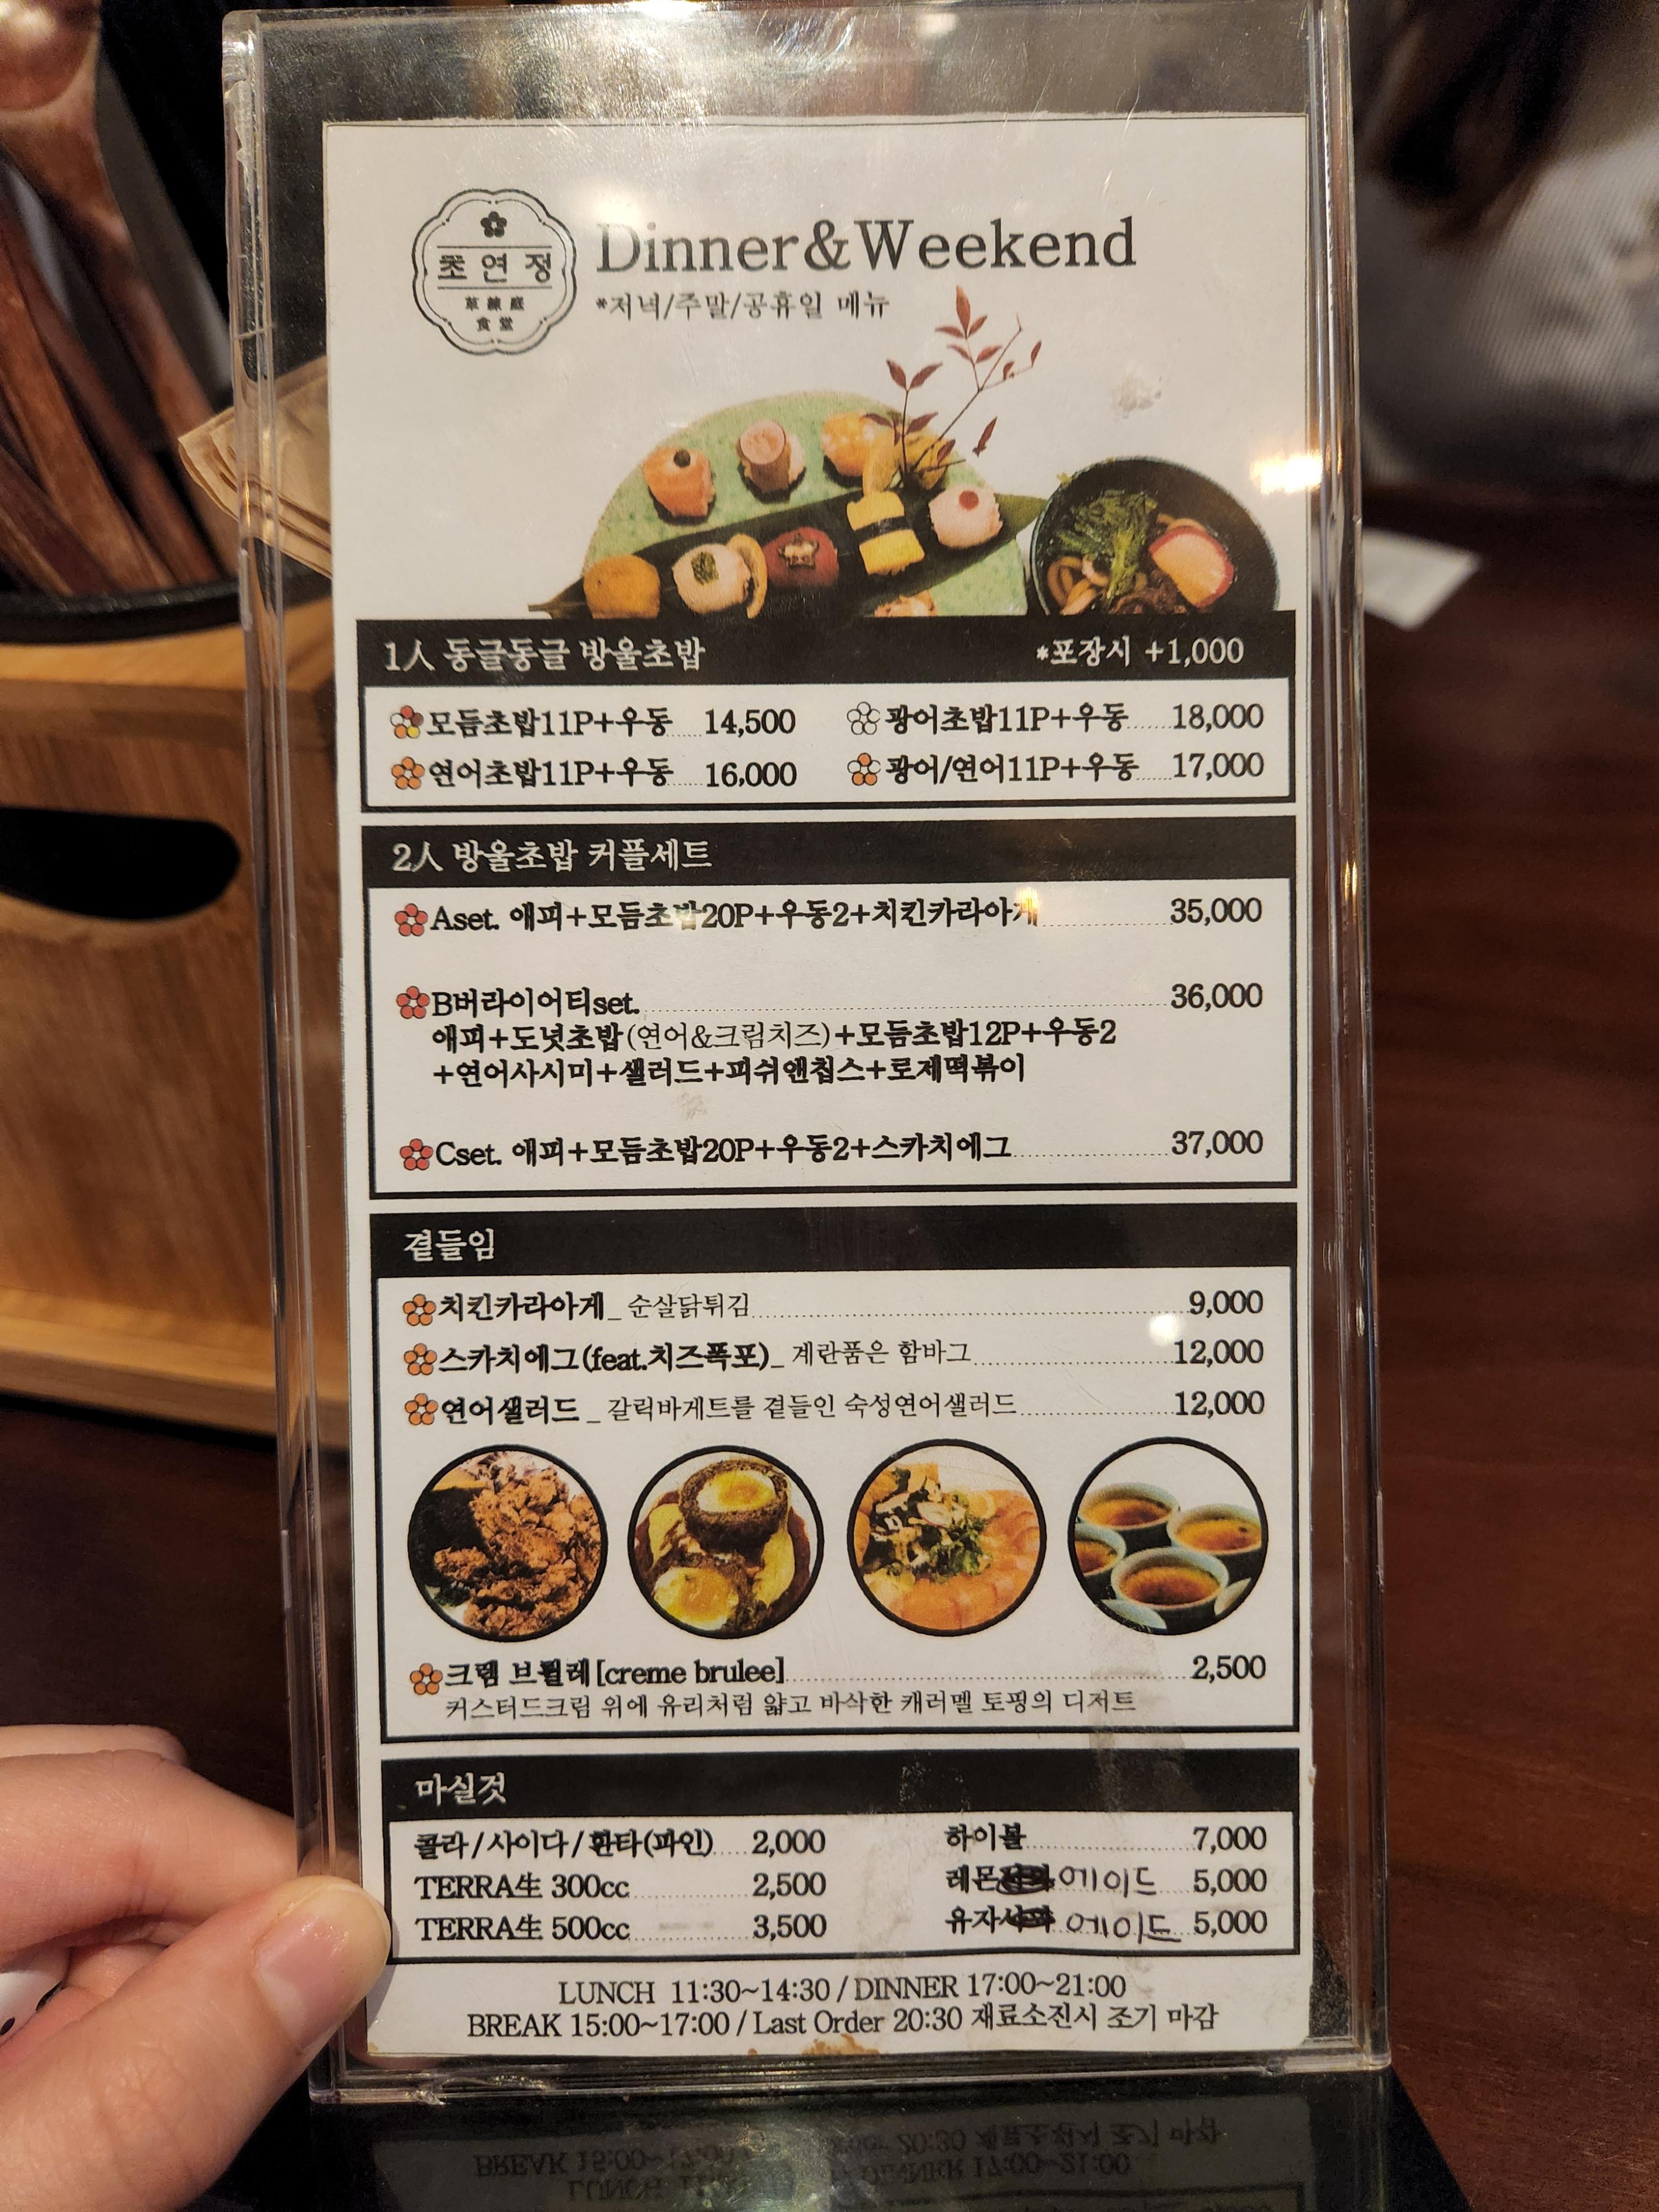 초연정
草練庭
食堂
Dinner&Weekend
*저녁/주말/공휴일 메뉴
1人 동글동글 방울초밥 *포장시 +1,000
모듬초밥11P+우동 14,500
광어초밥11P+우동 18,000
연어초밥11P+우동 16,000
광어/연어11P+우동 17,000
2人 방울초밥 커플세트
Aset. 애피+모듬초밥20P+우동2+치킨카라아게 35,000
B버라이어티set. 36,000
애피+도넛초밥(연어&크림치즈)+모듬초밥12P+우동2
+연어사시미+샐러드+피쉬앤칩스+로제떡볶이
Cset. 애피+모듬초밥20P+우동2+스카치에그 37,000
곁들임
치킨카라아게_ 순살닭튀김 9,000
스카치에그(feat.치즈폭포)_ 계란품은 함바그 12,000
연어샐러드_ 갈릭바게트를 곁들인 숙성연어샐러드 12,000
크렘 브륄레[creme brulee] 2,500
커스터드크림 위에 유리처럼 얇고 바삭한 캐러멜 토핑의 디저트
마실것
콜라/사이다/환타(파인) 2,000
하이볼 7,000
TERRA生 300cc 2,500
레몬 에이드 5,000
TERRA生 500cc 3,500
유자 에이드 5,000
LUNCH 11:30~14:30 / DINNER 17:00~21:00
BREAK 15:00~17:00 / Last Order 20:30 재료소진시 조기 마감